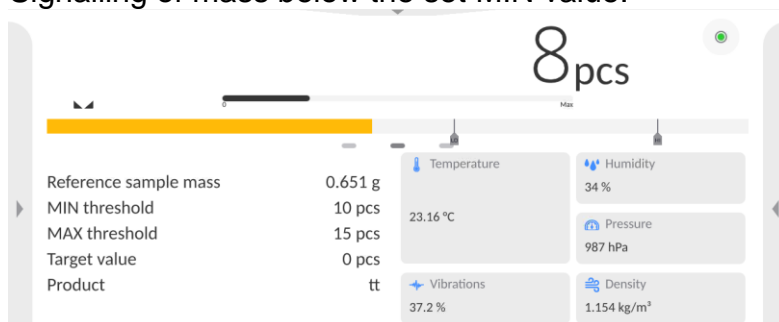 Signalling of mass below the set MIN value.
8 pcs
0 Max
Reference sample mass 0.651 g
MIN threshold 10 pcs
MAX threshold 15 pcs
Target value 0 pcs
Product tt
Temperature
23.16 °C
Humidity
34 %
Pressure
987 hPa
Vibrations
37.2 %
Density
1.154 kg/m³